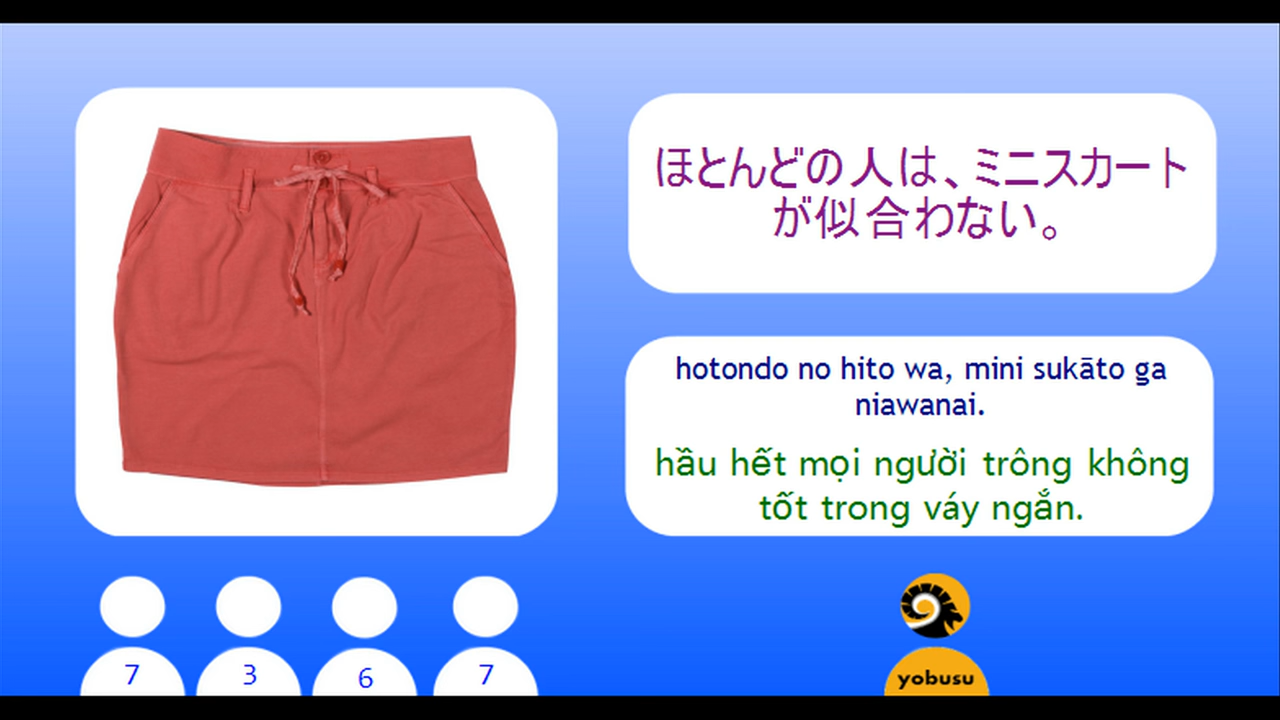 ほとんどの人は、ミニスカート
が似合わない。
hotondo no hito wa, mini sukāto ga
niawanai.
hầu hết mọi người trông không
tốt trong váy ngắn.
7 3 6 7
yobusu